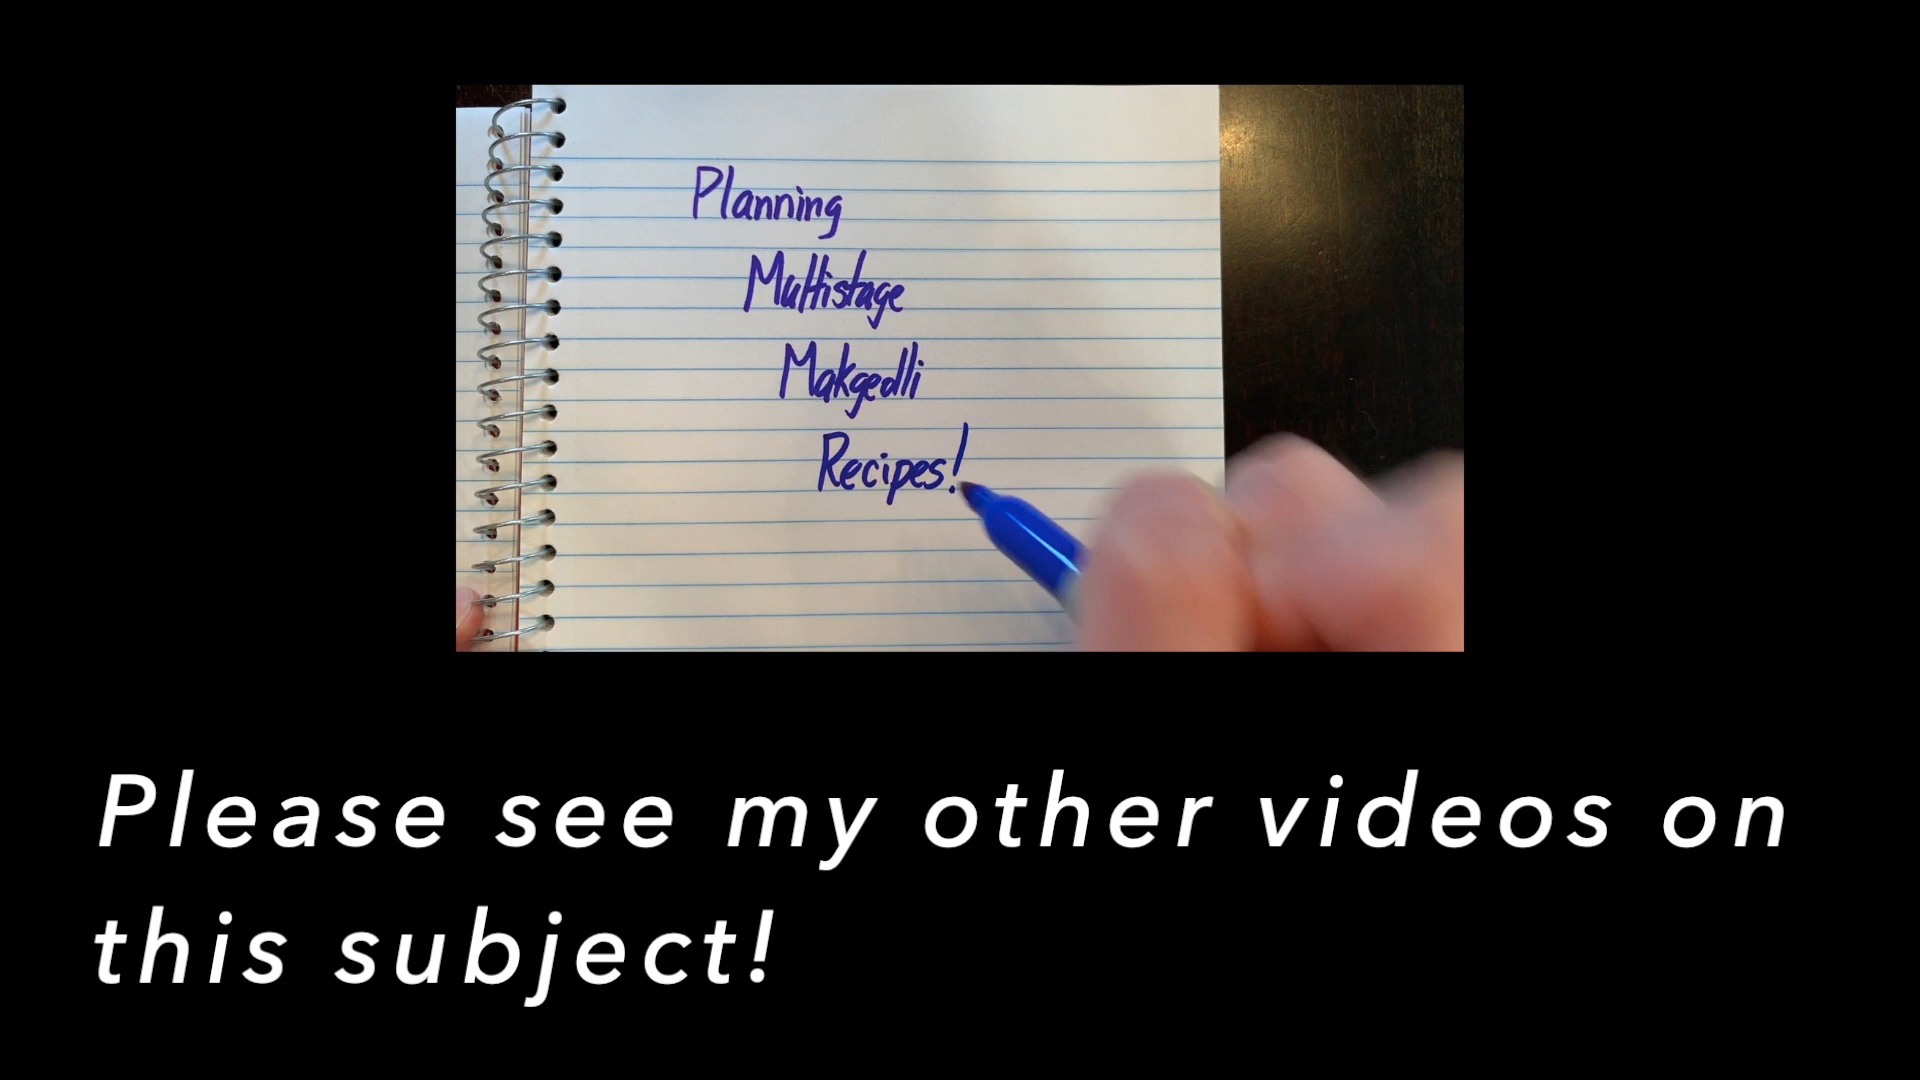 Planning
Multistage
Makgeolli
Recipes!
Please see my other videos on
this subject!